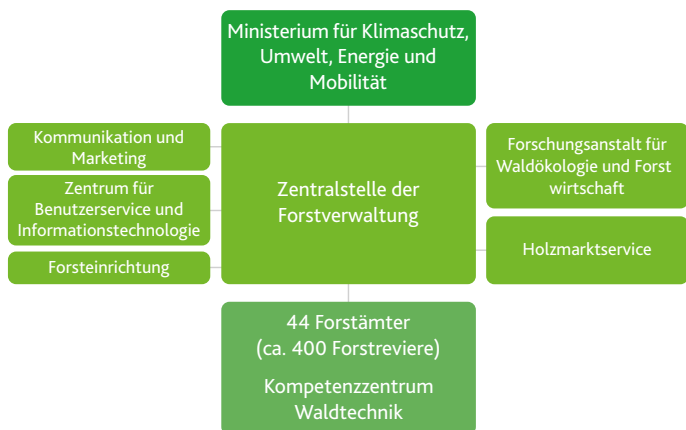 Ministerium für Klimaschutz,
Umwelt, Energie und
Mobilität
Kommunikation und
Marketing
Zentrum für
Benutzerservice und
Informationstechnologie
Forsteinrichtung
Zentralstelle der
Forstverwaltung
Forschungsanstalt für
Waldökologie und Forst
wirtschaft
Holzmarktservice
44 Forstämter
(ca. 400 Forstreviere)
Kompetenzzentrum
Waldtechnik